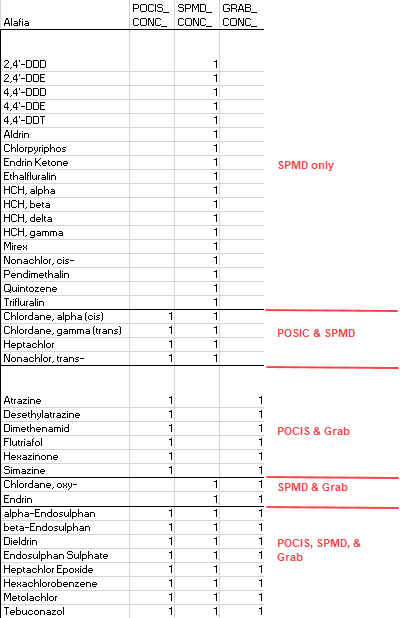 Alafia POCIS_ CONC_ SPMD_ CONC_ GRAB_ CONC_
2,4'-DDD 1
2,4'-DDE 1
4,4'-DDD 1
4,4'-DDE 1
4,4'-DDT 1
Aldrin 1
Chlorpyriphos 1
Endrin Ketone 1
Ethalfluralin 1
SPMD only
HCH, alpha 1
HCH, beta 1
HCH, delta 1
HCH, gamma 1
Mirex 1
Nonachlor, cis- 1
Pendimethalin 1
Quintozene 1
Trifluralin 1
Chlordane, alpha (cis) 1 1
Chlordane, gamma (trans) 1 1
POSIC & SPMD
Heptachlor 1 1
Nonachlor, trans- 1 1
Atrazine 1 1
Desethylatrazine 1 1
Dimethenamid 1 1
POCIS & Grab
Flutriafol 1 1
Hexazinone 1 1
Simazine 1 1
Chlordane, oxy- 1 1
SPMD & Grab
Endrin 1 1
alpha-Endosulphan 1 1 1
beta-Endosulphan 1 1 1
Dieldrin 1 1 1
POCIS, SPMD, &
Grab
Endosulphan Sulphate 1 1 1
Heptachlor Epoxide 1 1 1
Hexachlorobenzene 1 1 1
Metolachlor 1 1 1
Tebuconazol 1 1 1